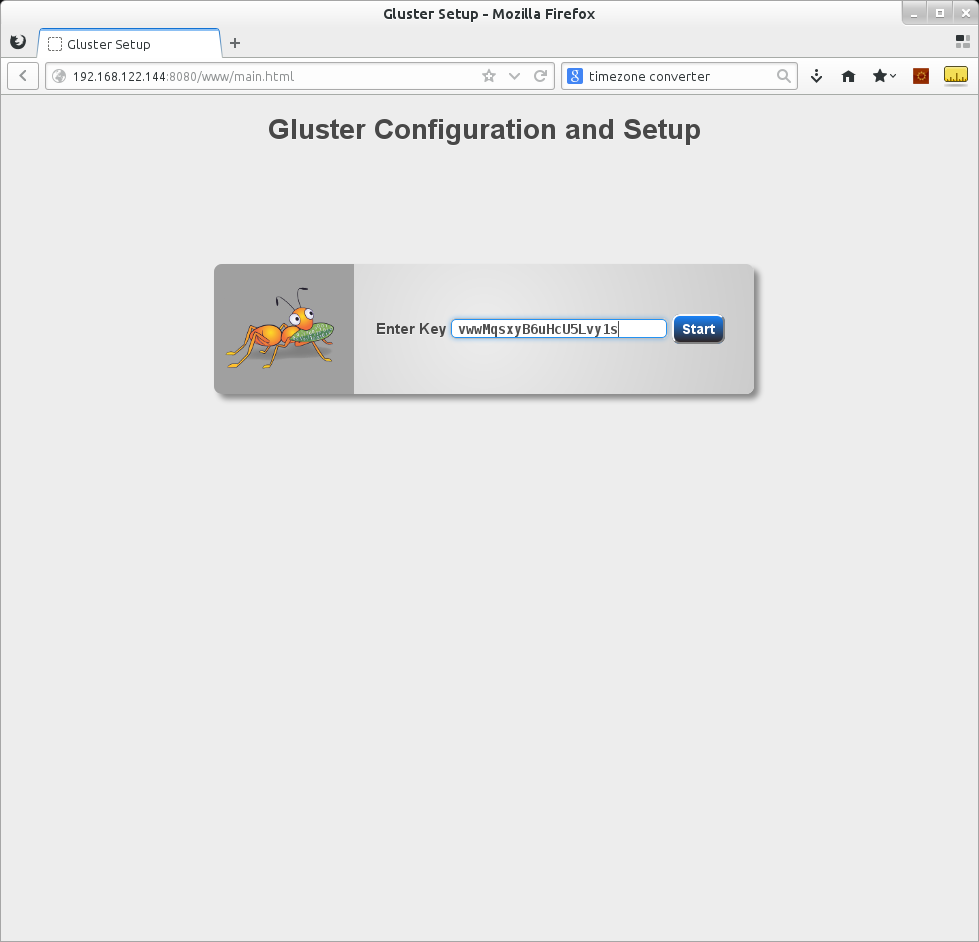 Gluster Setup - Mozilla Firefox
Gluster Setup
192.168.122.144:8080/www/main.html
8 timezone converter
Gluster Configuration and Setup
Enter Key vwwMqsxyB6uHcU5Lvy1s Start